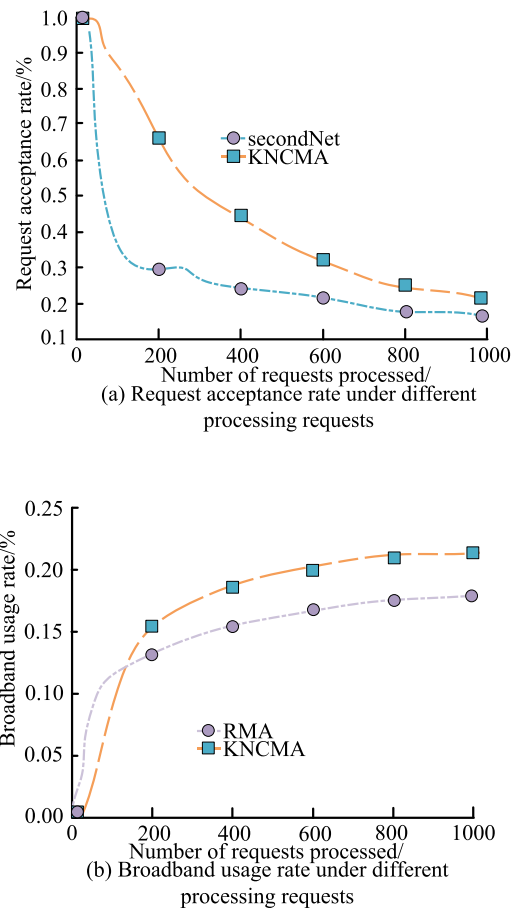 1.0
0.9
0.8
0.7
0.6
0.5
0.4
0.3
0.2
0.1
Request acceptance rate/%
secondNet
KNCMA
0 200 400 600 800 1000
Number of requests processed/
(a) Request acceptance rate under different
processing requests
0.25
0.20
0.15
0.10
0.05
0.00
Broadband usage rate/%
RMA
KNCMA
0 200 400 600 800 1000
Number of requests processed/
(b) Broadband usage rate under different
processing requests